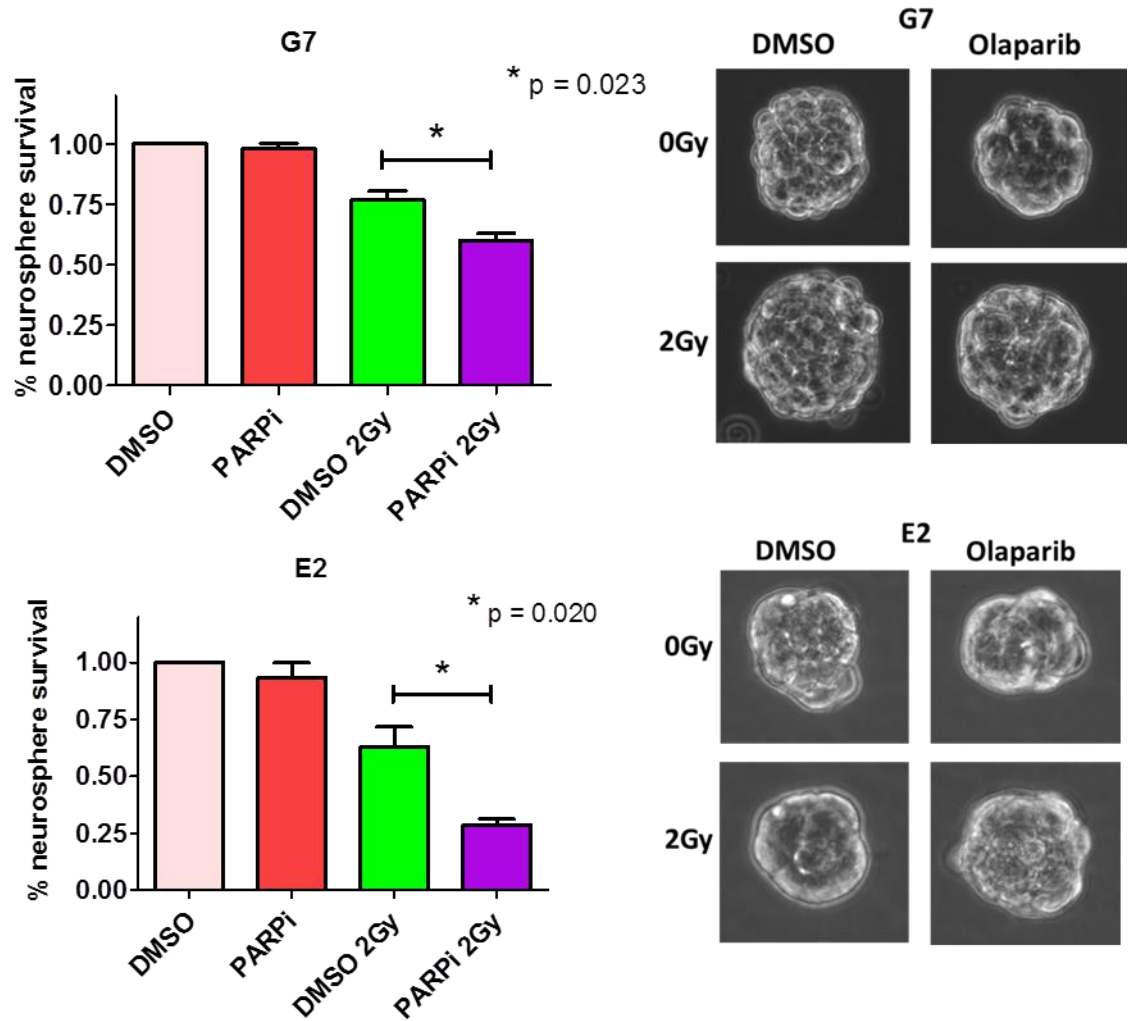 G7
* p = 0.023
*
% neurosphere survival
1.00
0.75
0.50
0.25
0.00
DMSO
PARPi
DMSO 2Gy
PARPi 2Gy
G7
DMSO Olaparib
0Gy
2Gy
E2
* p = 0.020
*
% neurosphere survival
1.00
0.75
0.50
0.25
0.00
DMSO
PARPi
DMSO 2Gy
PARPi 2Gy
E2
DMSO Olaparib
0Gy
2Gy